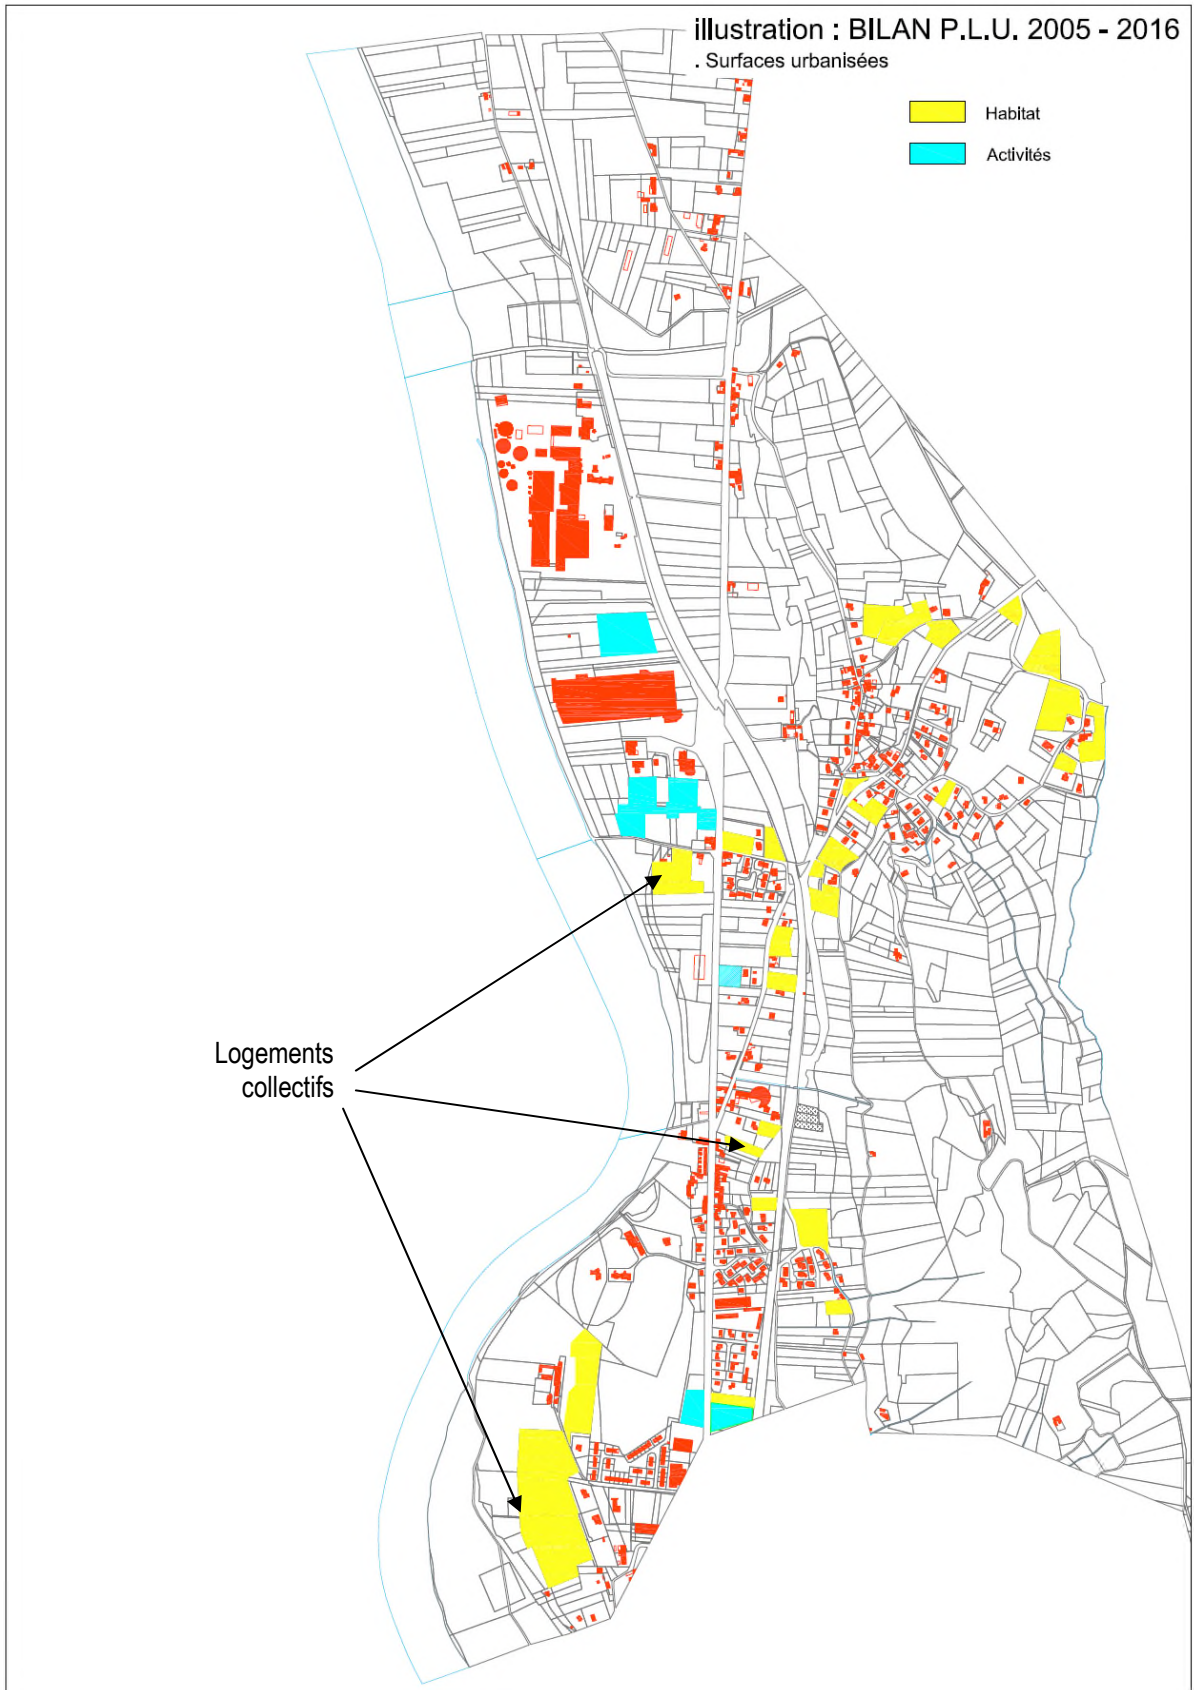 illustration : BILAN P.L.U. 2005 - 2016
. Surfaces urbanisées
Habitat
Activités
Logements
collectifs